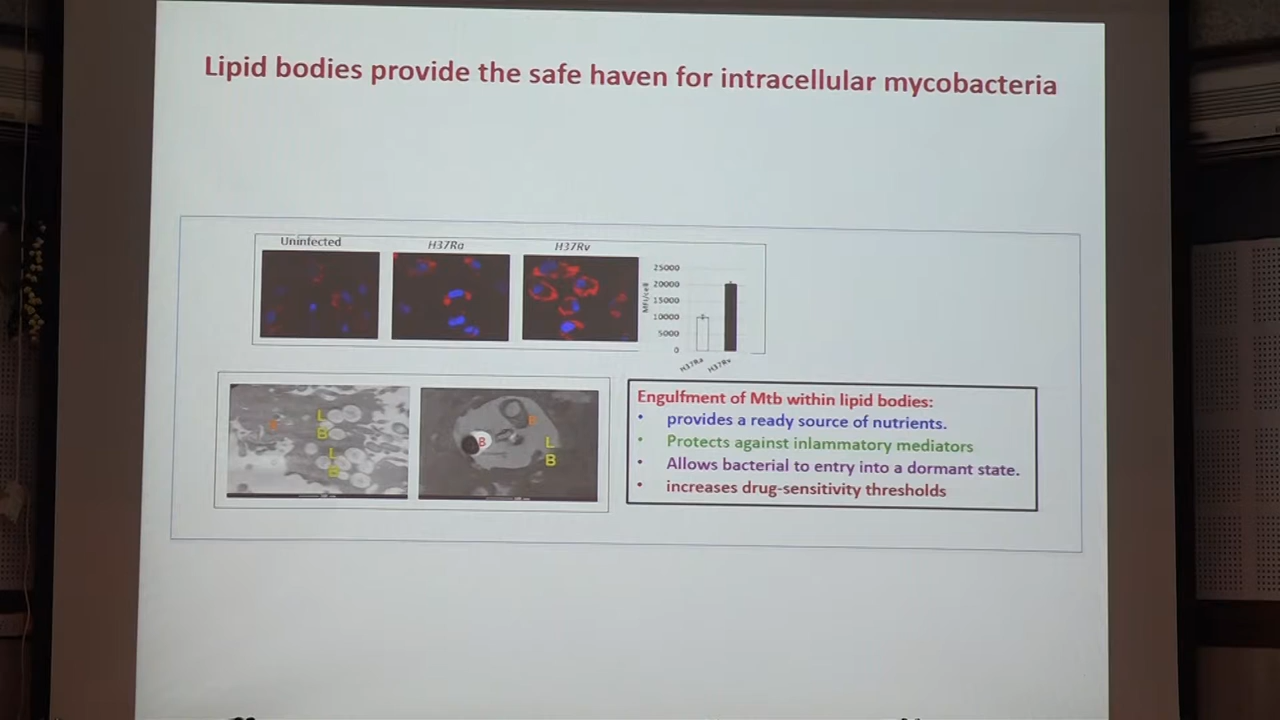 Lipid bodies provide the safe haven for intracellular mycobacteria
Uninfected
H37Ra
H37Rv
MFI/cell
25000
20000
15000
10000
5000
0
H37Ra
H37Rv
L
B
L
B
B
B
L
B
Engulfment of Mtb within lipid bodies:
• provides a ready source of nutrients.
• Protects against inlammatory mediators
• Allows bacterial to entry into a dormant state.
• increases drug-sensitivity thresholds